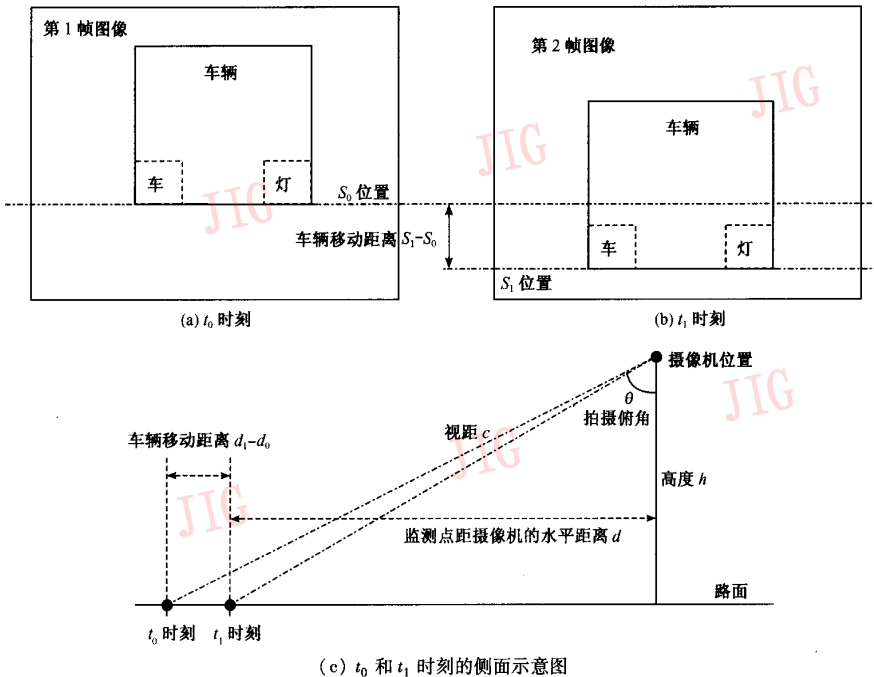 第1帧图像
车辆
车
灯
S₀位置
车辆移动距离 S₁-S₀
(a) t₀ 时刻
第2帧图像
车辆
车
灯
S₁位置
(b) t₁ 时刻
摄像机位置
θ
拍摄俯角
视距 c
车辆移动距离 d₁-d₀
高度 h
监测点距摄像机的水平距离 d
路面
t₀ 时刻
t₁ 时刻
(c) t₀ 和 t₁ 时刻的侧面示意图
JIG
JIG
JIG
JIG
JIG
JIG